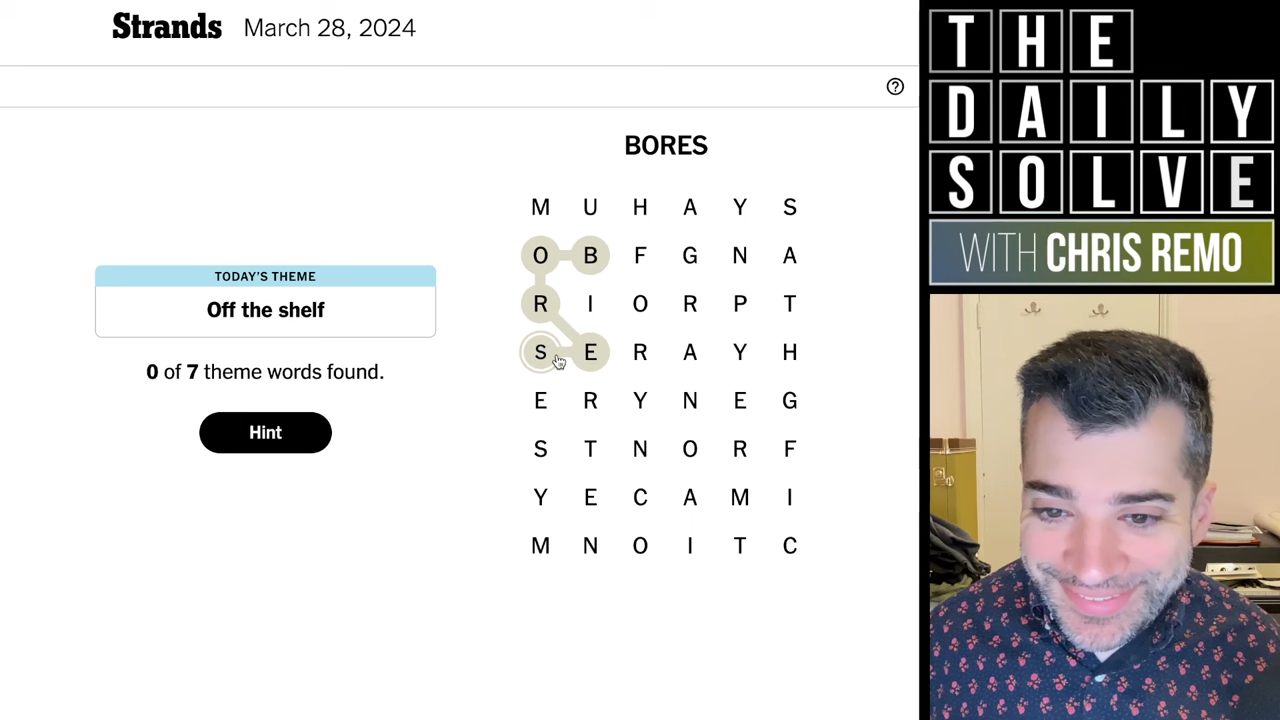 Strands March 28, 2024
BORES
M U H A Y S
O B F G N A
R I O R P T
S E R A Y H
E R Y N E G
S T N O R F
Y E C A M I
M N O I T C
TODAY'S THEME
Off the shelf
0 of 7 theme words found.
Hint
THE
DAILY
SOLVE
WITH CHRIS REMO